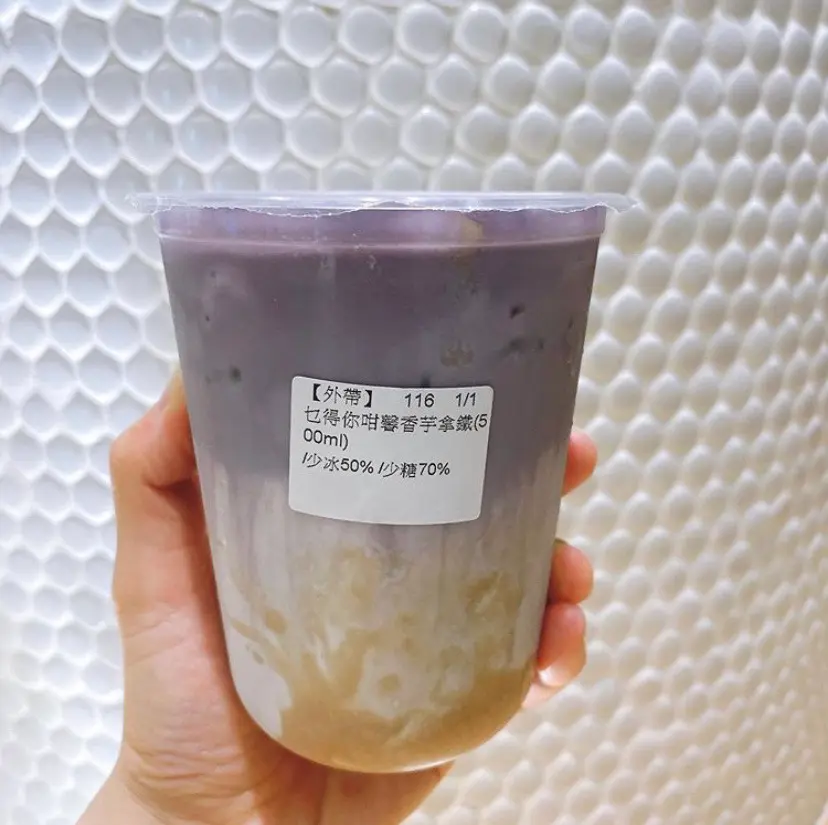 【外帶】 116 1/1
乜得你咁馨香芋拿鐵(5
00ml)
/少冰50% /少糖70%